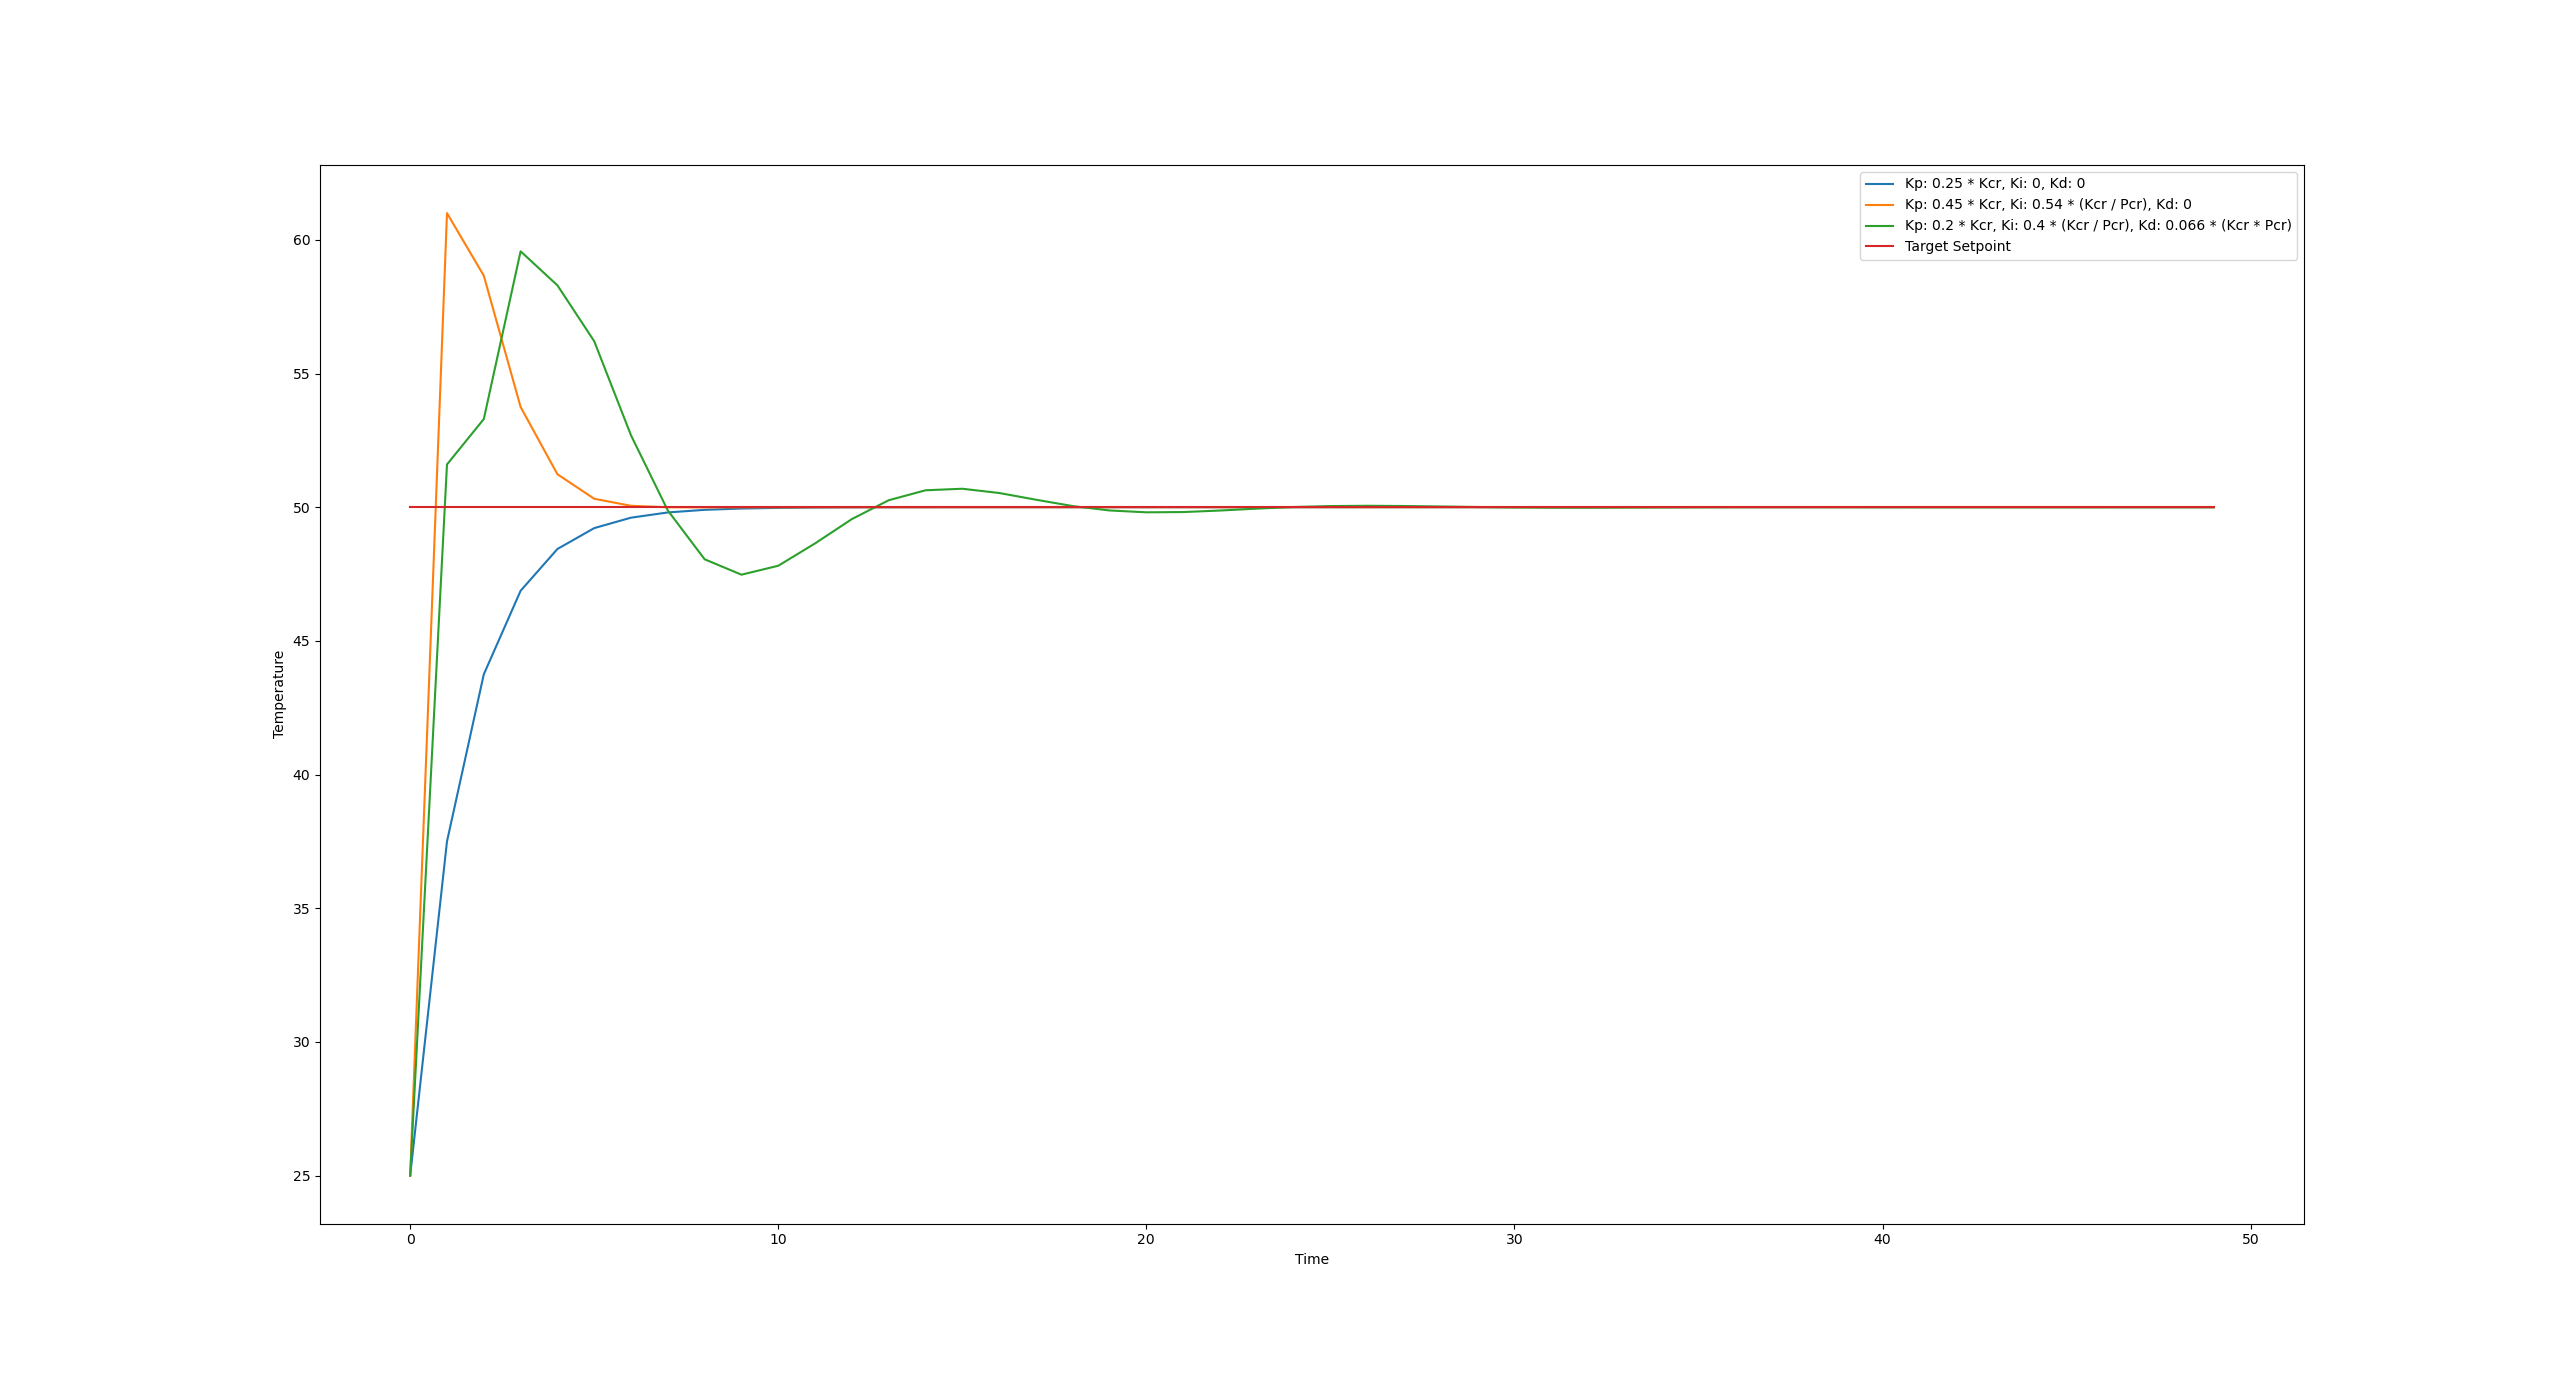 Kp: 0.25 * Kcr, Ki: 0, Kd: 0
Kp: 0.45 * Kcr, Ki: 0.54 * (Kcr / Pcr), Kd: 0
Kp: 0.2 * Kcr, Ki: 0.4 * (Kcr / Pcr), Kd: 0.066 * (Kcr * Pcr)
Target Setpoint
60
55
50
45
40
35
30
25
Temperature
0 10 20 30 40 50
Time